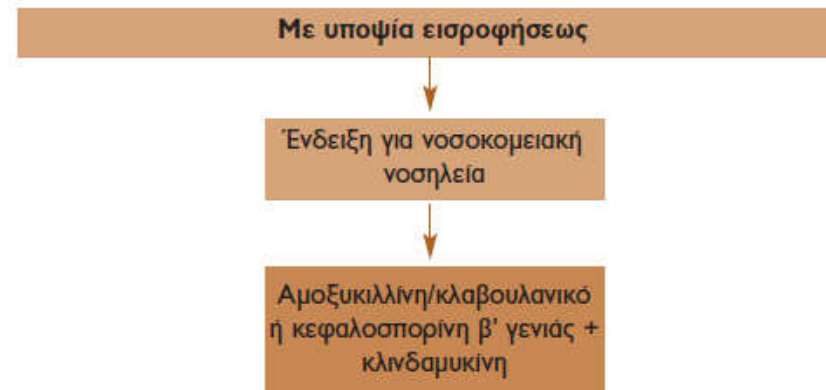 Με υποψία εισροφήσεως
Ένδειξη για νοσοκομειακή
νοσηλεία
Αμοξυκιλλίνη/κλαβουλανικό
ή κεφαλοσπορίνη β' γενιάς +
κλινδαμυκίνη